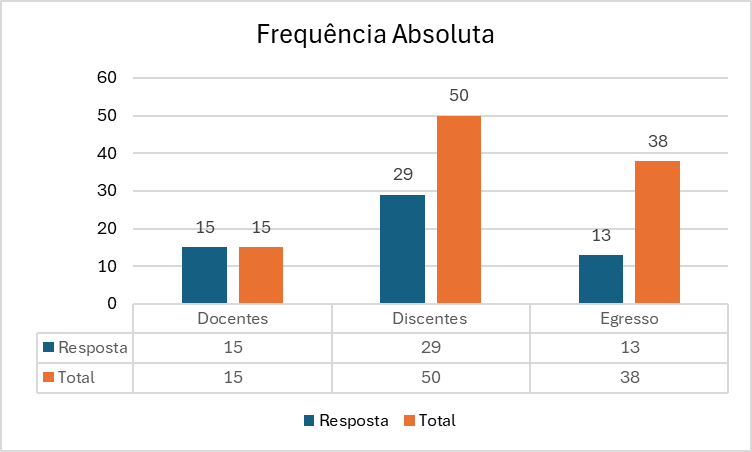 Frequência Absoluta
60
50
40
30
20
10
0
15
15
29
50
13
38
Docentes Discentes Egresso
Resposta 15 29 13
Total 15 50 38
Resposta Total